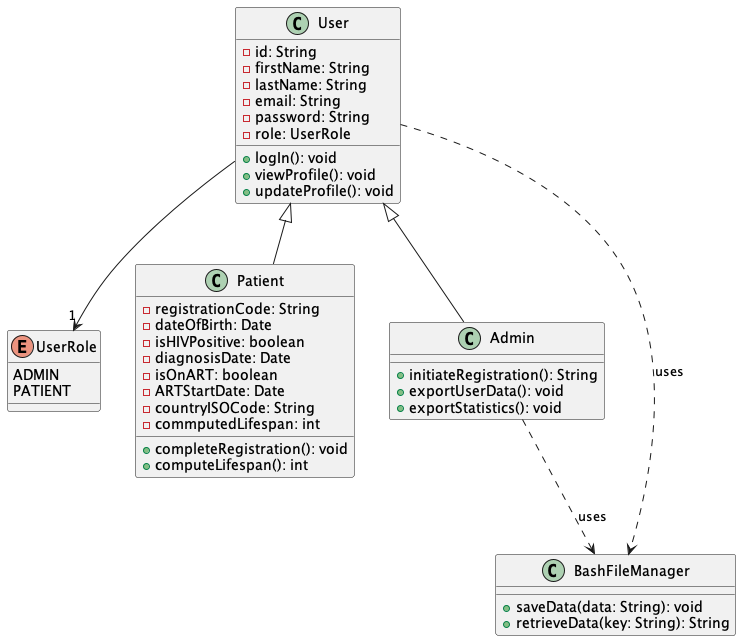 C User
id: String
firstName: String
lastName: String
email: String
password: String
role: UserRole
logIn(): void
viewProfile(): void
updateProfile(): void
1
E UserRole
ADMIN
PATIENT
C Patient
registrationCode: String
dateOfBirth: Date
isHIVPositive: boolean
diagnosisDate: Date
isOnART: boolean
ARTStartDate: Date
countryISOCode: String
commputedLifespan: int
completeRegistration(): void
computeLifespan(): int
C Admin
initiateRegistration(): String
exportUserData(): void
exportStatistics(): void
uses
uses
C BashFileManager
saveData(data: String): void
retrieveData(key: String): String